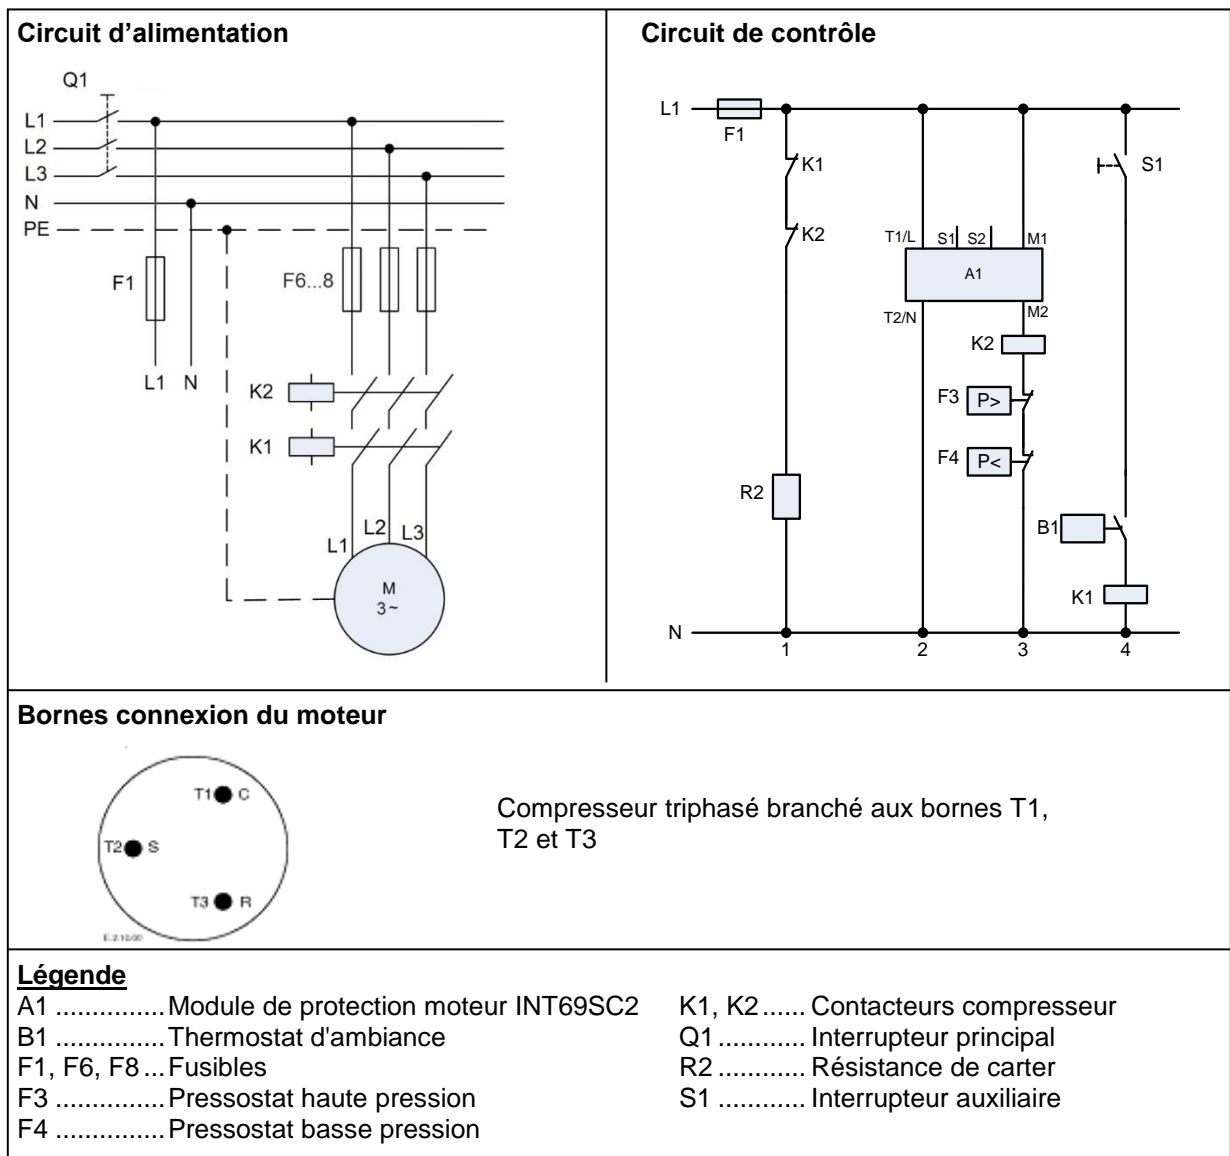 Circuit d’alimentation
Q1
L1
L2
L3
N
PE
F1
F6...8
L1 N
K2
K1
L1
L2
L3
M
3~
Circuit de contrôle
L1
F1
K1
S1
K2
T1/L
S1
S2
M1
A1
T2/N
M2
K2
F3
P>
F4
P<
R2
B1
K1
N
1
2
3
4
Bornes connexion du moteur
T1 C
T2 S
T3 R
Compresseur triphasé branché aux bornes T1,
T2 et T3
Légende
A1 ...............Module de protection moteur INT69SC2
B1 ...............Thermostat d'ambiance
F1, F6, F8 ...Fusibles
F3 ...............Pressostat haute pression
F4 ...............Pressostat basse pression
K1, K2 ...... Contacteurs compresseur
Q1 ............ Interrupteur principal
R2 ............ Résistance de carter
S1 ............ Interrupteur auxiliaire